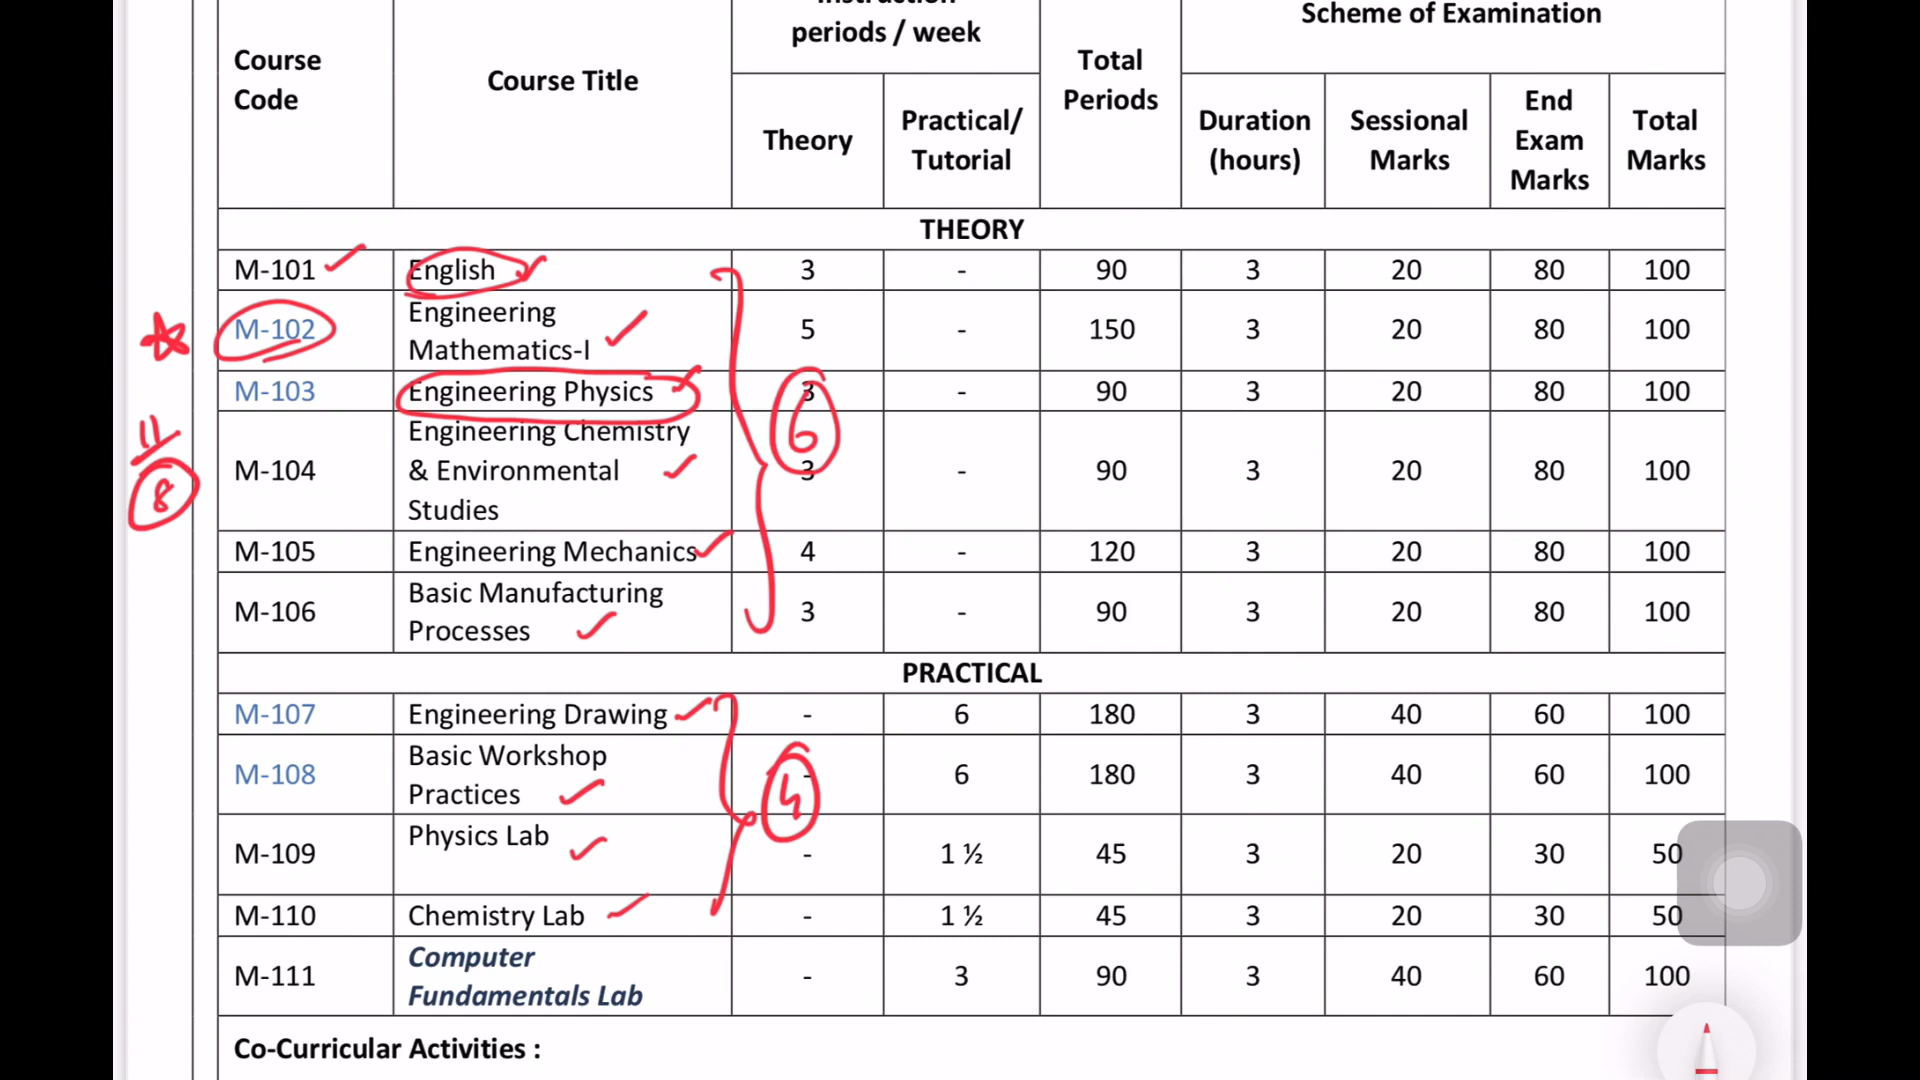 periods / week
Scheme of Examination
Course
Code
Course Title
Total
Periods
Theory
Practical/
Tutorial
Duration
(hours)
Sessional
Marks
End
Exam
Marks
Total
Marks
THEORY
M-101 English 3 - 90 3 20 80 100
M-102 Engineering
Mathematics-I 5 - 150 3 20 80 100
M-103 Engineering Physics 3 - 90 3 20 80 100
6
11
8
M-104 Engineering Chemistry
& Environmental
Studies 3 - 90 3 20 80 100
M-105 Engineering Mechanics 4 - 120 3 20 80 100
M-106 Basic Manufacturing
Processes 3 - 90 3 20 80 100
PRACTICAL
M-107 Engineering Drawing - 6 180 3 40 60 100
M-108 Basic Workshop
Practices - 6 180 3 40 60 100
M-109 Physics Lab - 1 ½ 45 3 20 30 50
M-110 Chemistry Lab - 1 ½ 45 3 20 30 50
M-111 Computer
Fundamentals Lab - 3 90 3 40 60 100
Co-Curricular Activities :